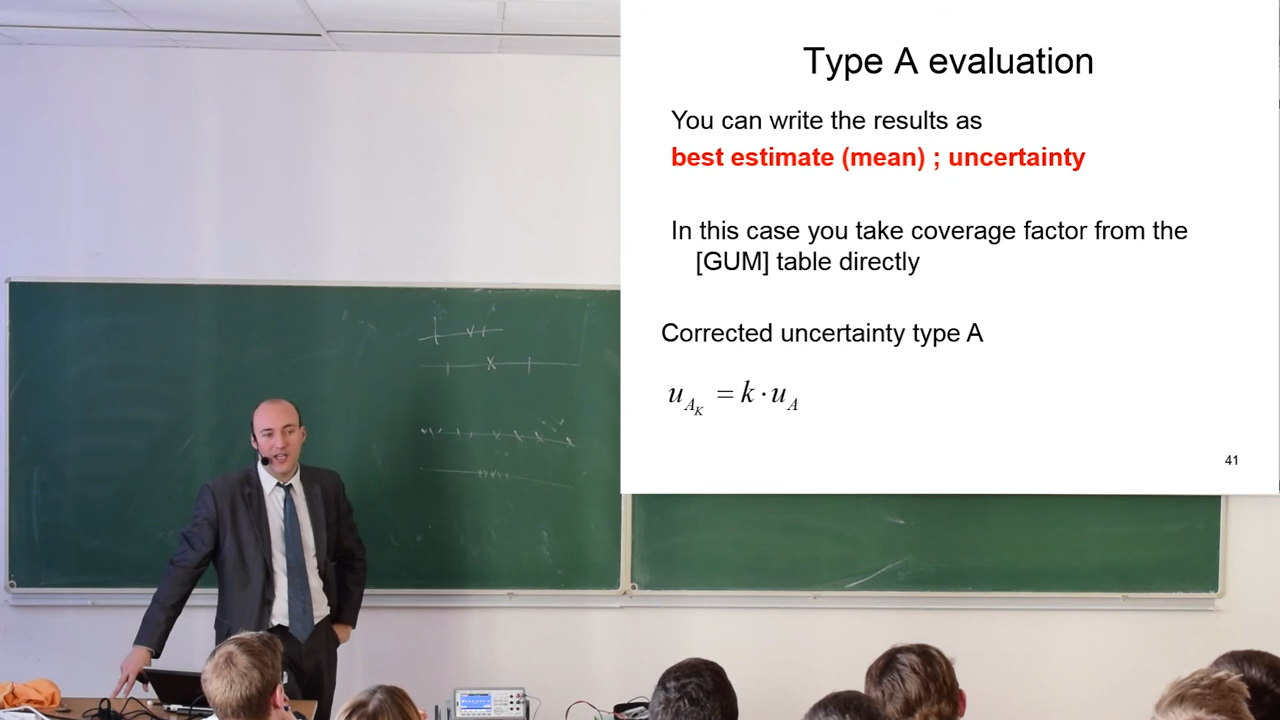 Type A evaluation
You can write the results as
best estimate (mean) ; uncertainty
In this case you take coverage factor from the
[GUM] table directly
Corrected uncertainty type A
u_{A_K} = k · u_A
41